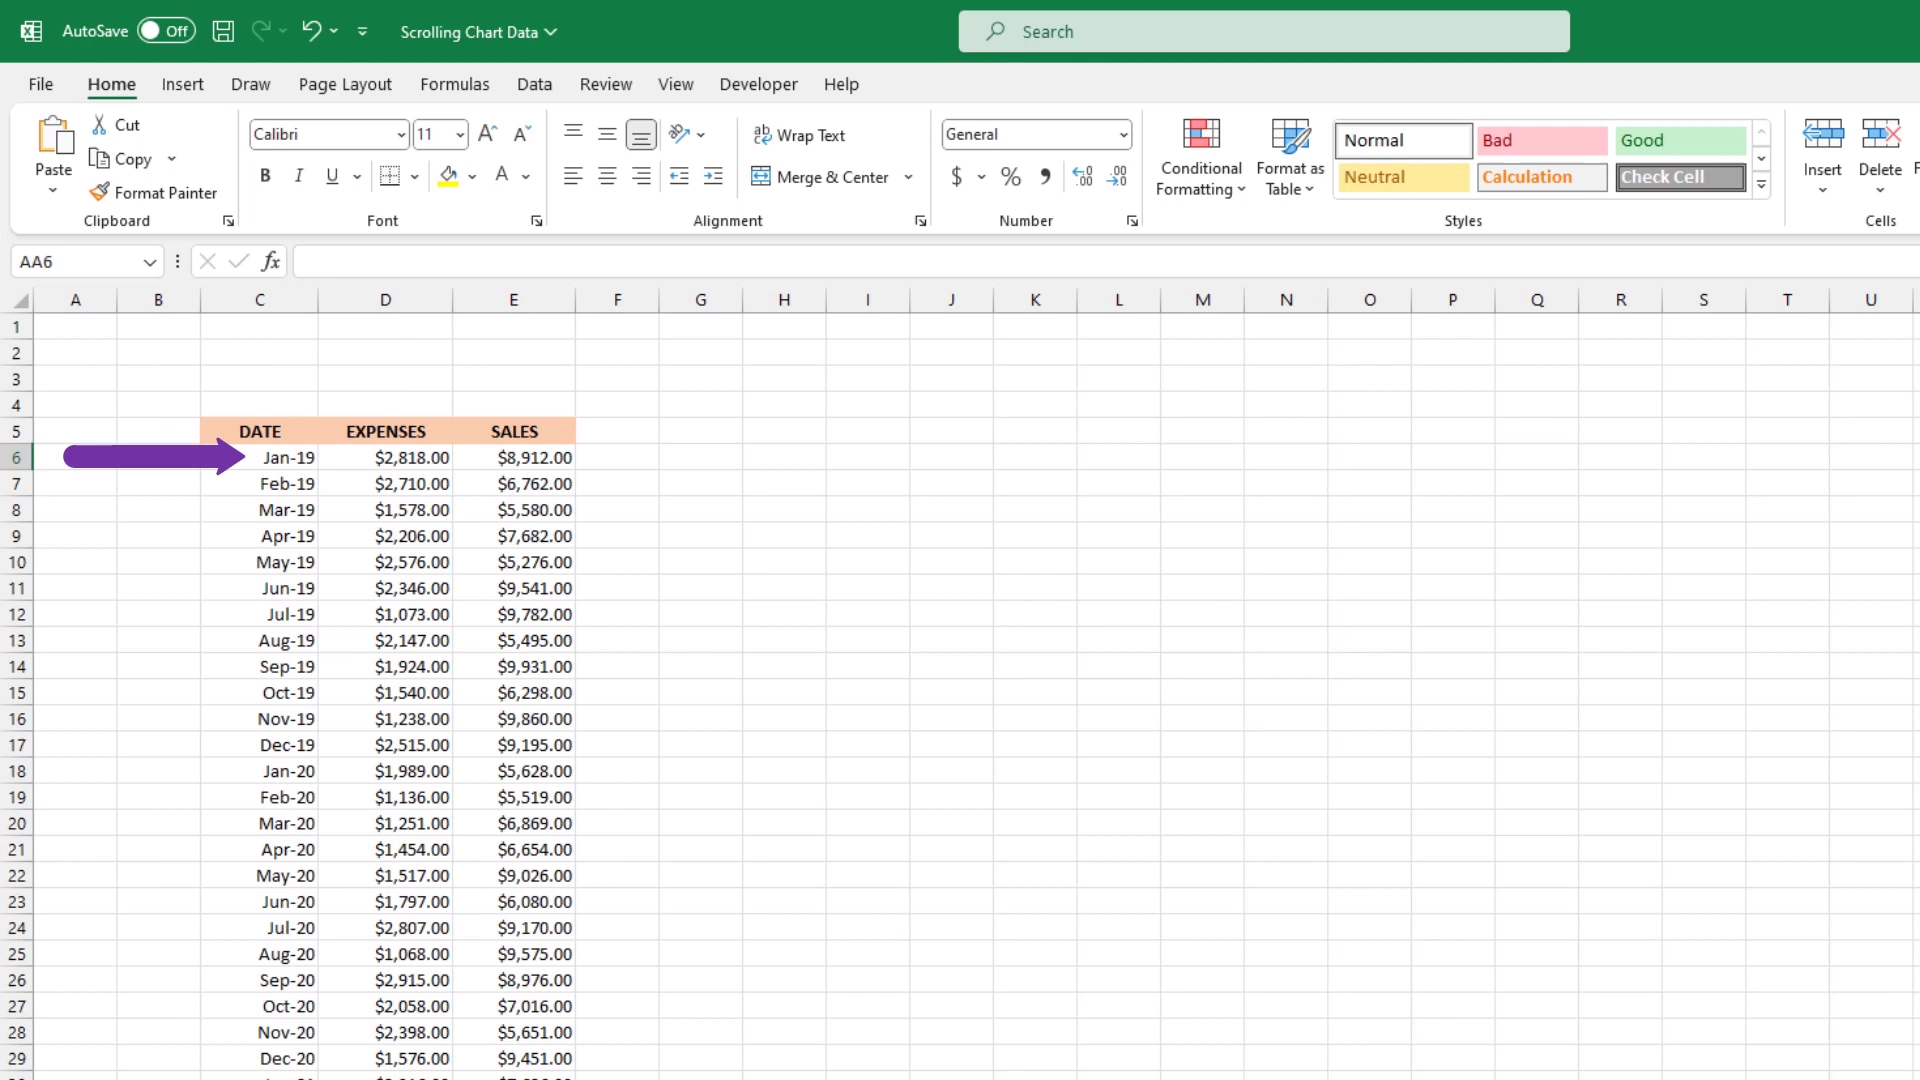 AutoSave Off Scrolling Chart Data Search
File Home Insert Draw Page Layout Formulas Data Review View Developer Help
Paste Cut Copy Format Painter Clipboard
Calibri 11 B I U A Font
Wrap Text Merge & Center Alignment
General $ % Number
Conditional Formatting Format as Table
Normal Bad Good
Neutral Calculation Check Cell
Styles
Insert Delete
Cells
AA6 fx
A B C D E F G H I J K L M N O P Q R S T U
1
2
3
4
5 DATE EXPENSES SALES
6 Jan-19 $2,818.00 $8,912.00
7 Feb-19 $2,710.00 $6,762.00
8 Mar-19 $1,578.00 $5,580.00
9 Apr-19 $2,206.00 $7,682.00
10 May-19 $2,576.00 $5,276.00
11 Jun-19 $2,346.00 $9,541.00
12 Jul-19 $1,073.00 $9,782.00
13 Aug-19 $2,147.00 $5,495.00
14 Sep-19 $1,924.00 $9,931.00
15 Oct-19 $1,540.00 $6,298.00
16 Nov-19 $1,238.00 $9,860.00
17 Dec-19 $2,515.00 $9,195.00
18 Jan-20 $1,989.00 $5,628.00
19 Feb-20 $1,136.00 $5,519.00
20 Mar-20 $1,251.00 $6,869.00
21 Apr-20 $1,454.00 $6,654.00
22 May-20 $1,517.00 $9,026.00
23 Jun-20 $1,797.00 $6,080.00
24 Jul-20 $2,807.00 $9,170.00
25 Aug-20 $1,068.00 $9,575.00
26 Sep-20 $2,915.00 $8,976.00
27 Oct-20 $2,058.00 $7,016.00
28 Nov-20 $2,398.00 $5,651.00
29 Dec-20 $1,576.00 $9,451.00